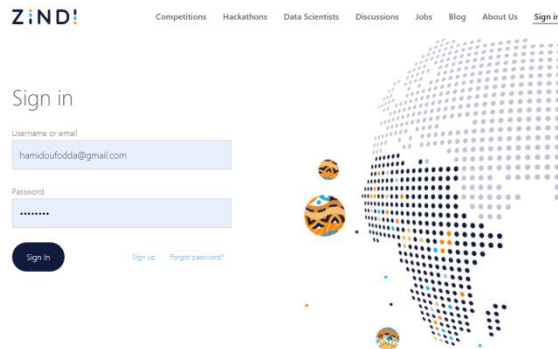 ZINDI
Competitions Hackathons Data Scientists Discussions Jobs Blog About Us Sign in
Sign in
Username or email
hamidoufodda@gmail.com
Password
Sign In Sign up Forgot password?